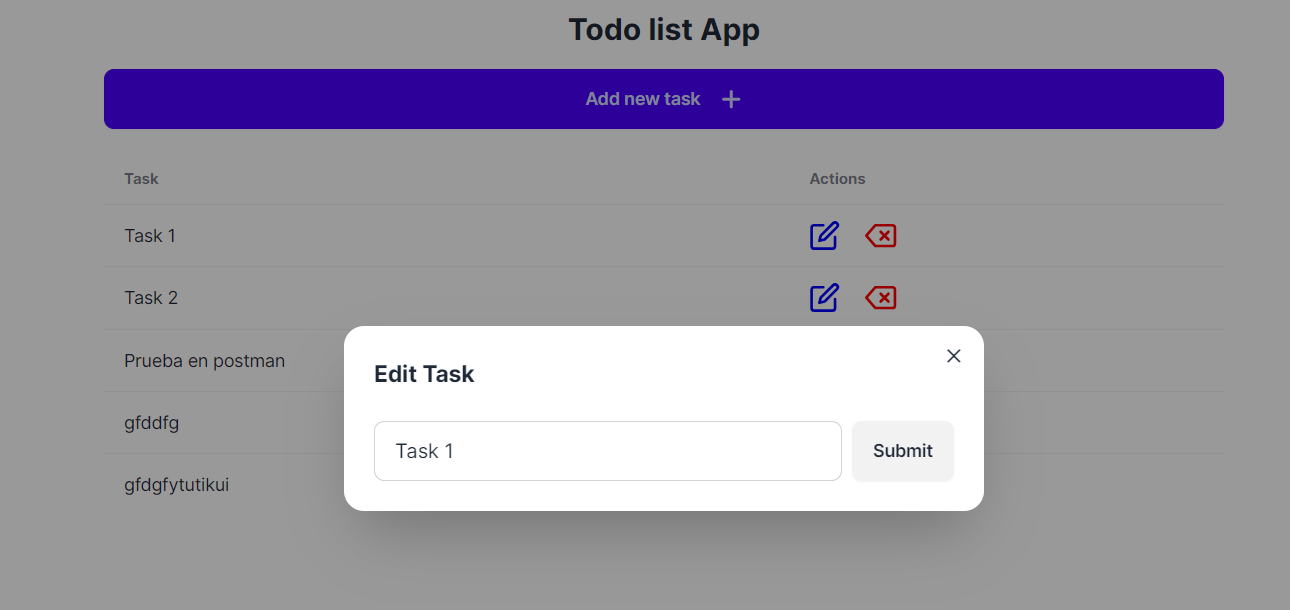 Todo list App
Add new task
Task Actions
Task 1
Task 2
Prueba en postman
gfddfg
gfdgfytutikui
Edit Task
Task 1
Submit